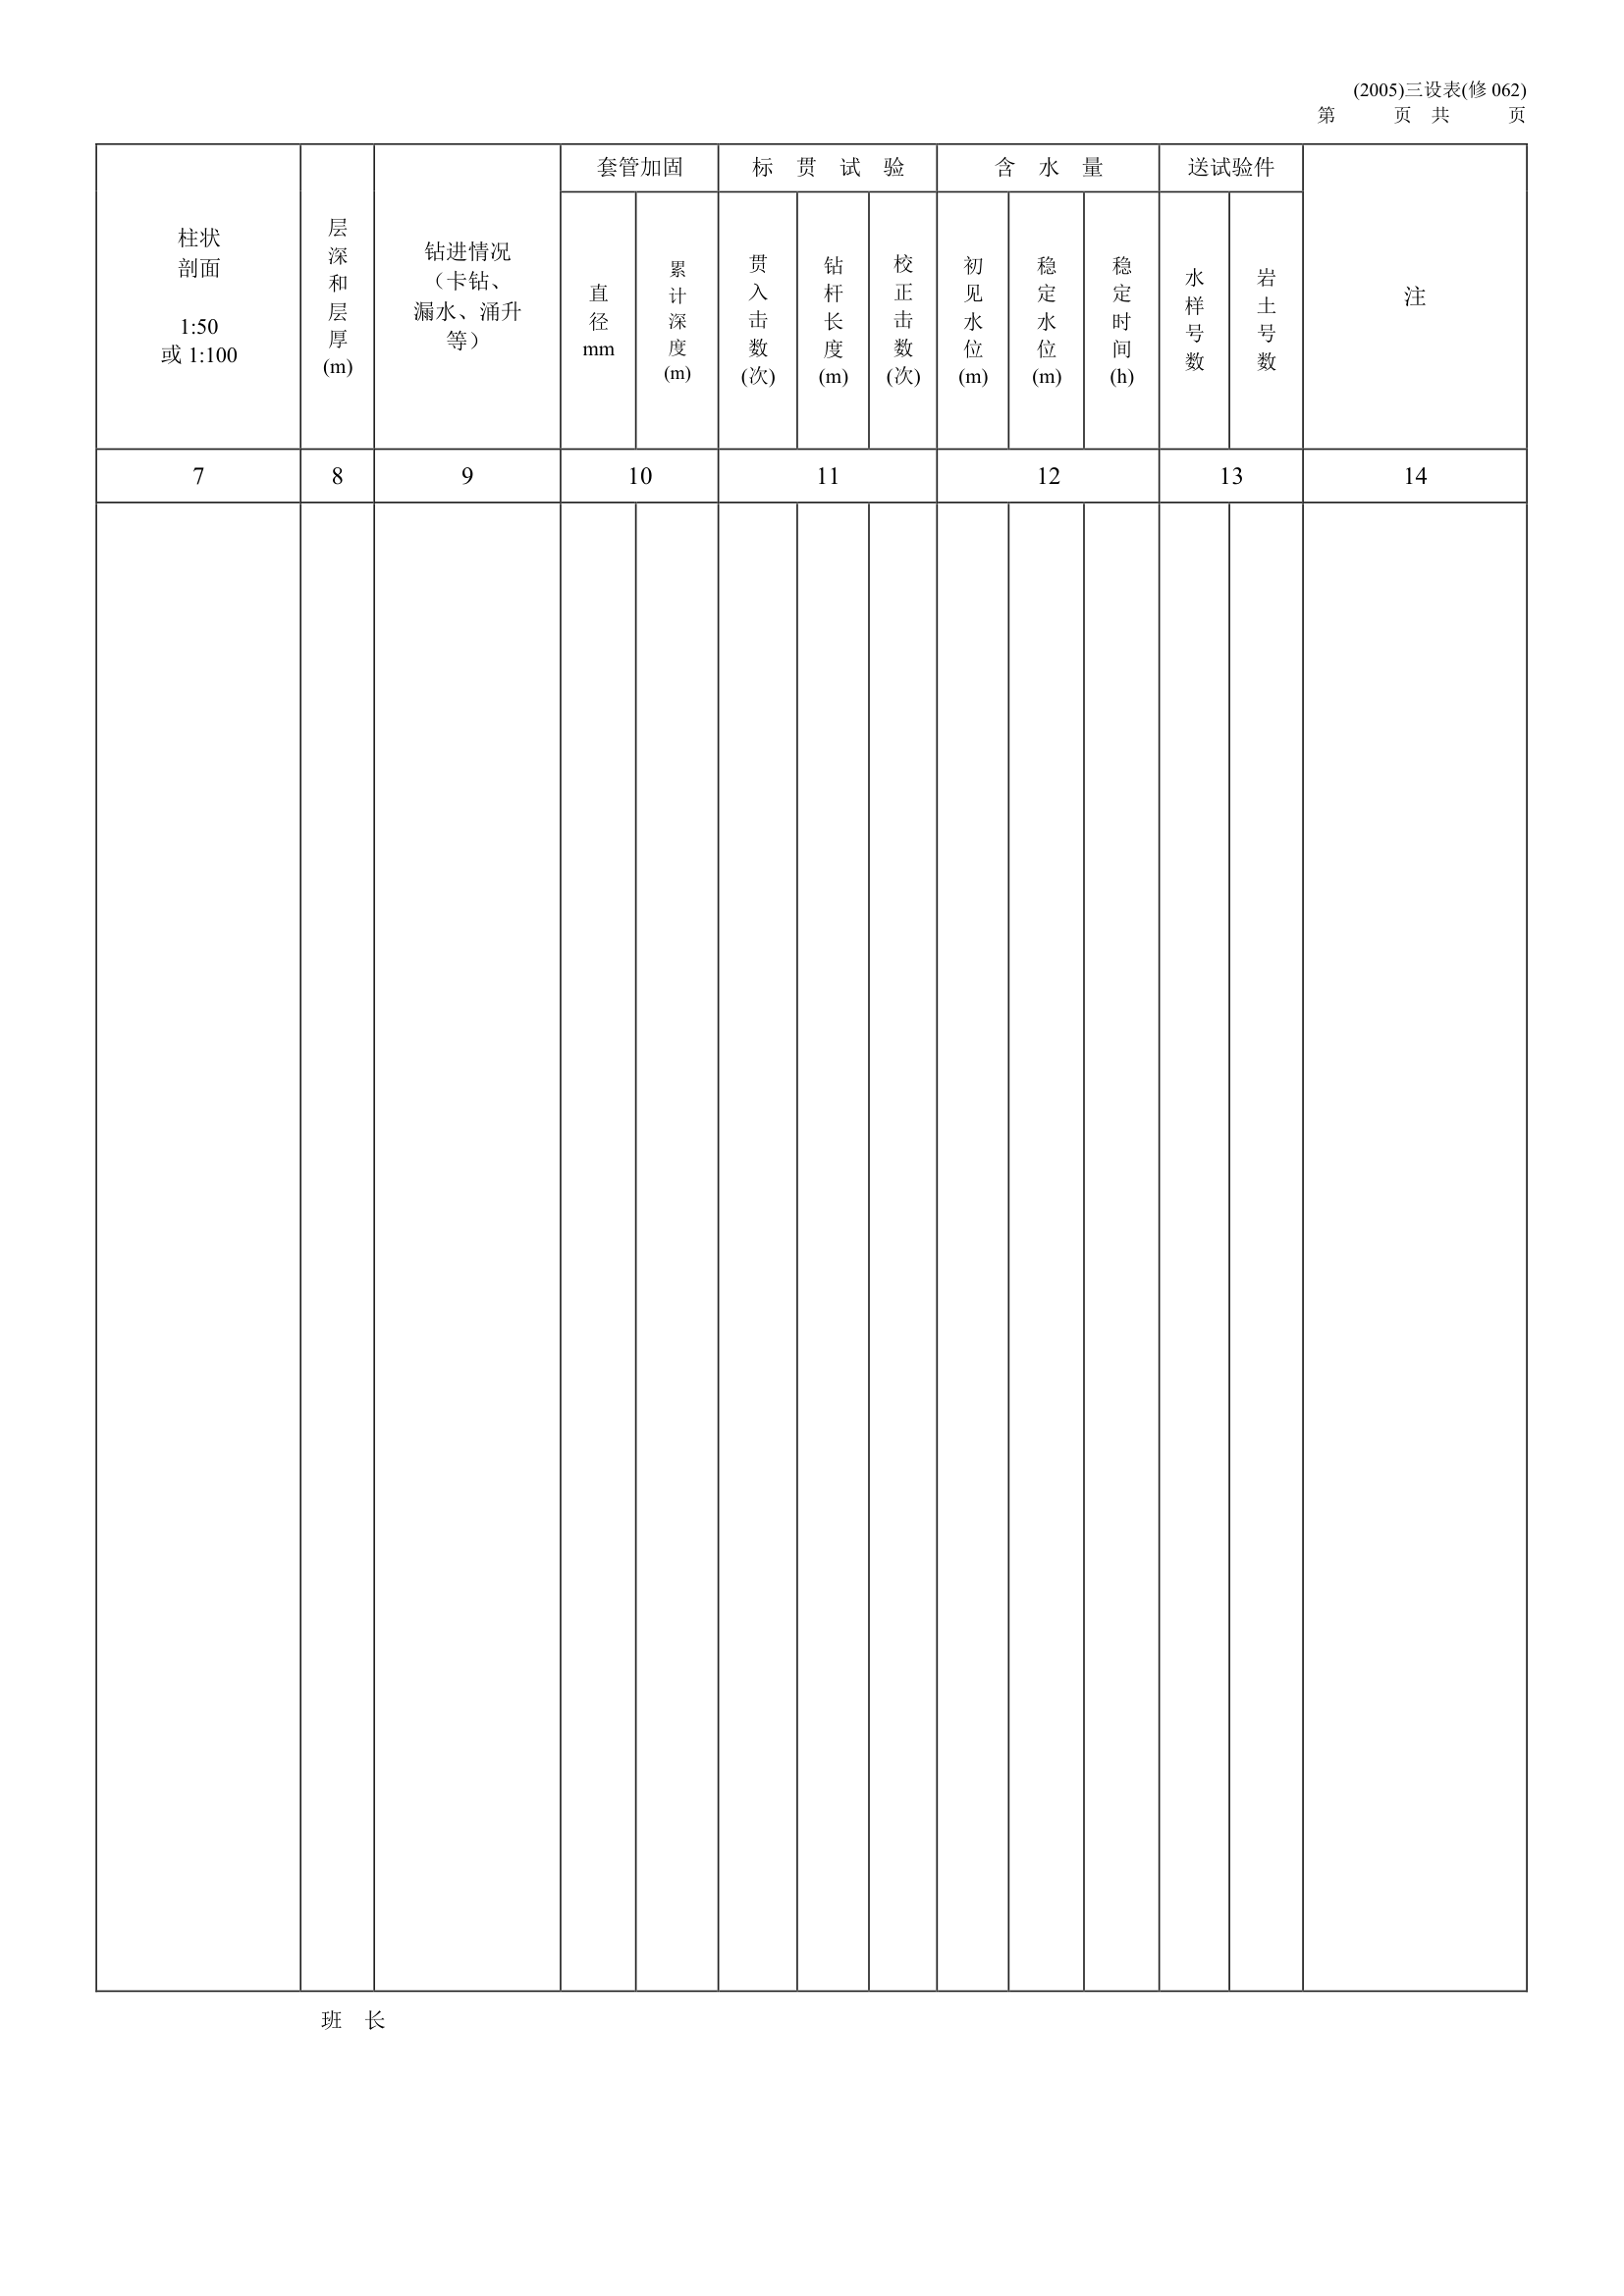 (2005)三设表(修 062)
第 页 共 页
套管加固 标 贯 试 验 含 水 量 送试验件
柱状
剖面
1:50
或 1:100
层
深
和
层
厚
(m)
钻进情况
（卡钻、
漏水、涌升
等）
直
径
mm
累
计
深
度
(m)
贯
入
击
数
(次)
钻
杆
长
度
(m)
校
正
击
数
(次)
初
见
水
位
(m)
稳
定
水
位
(m)
稳
定
时
间
(h)
水
样
号
数
岩
土
号
数
注
7 8 9 10 11 12 13 14
班 长